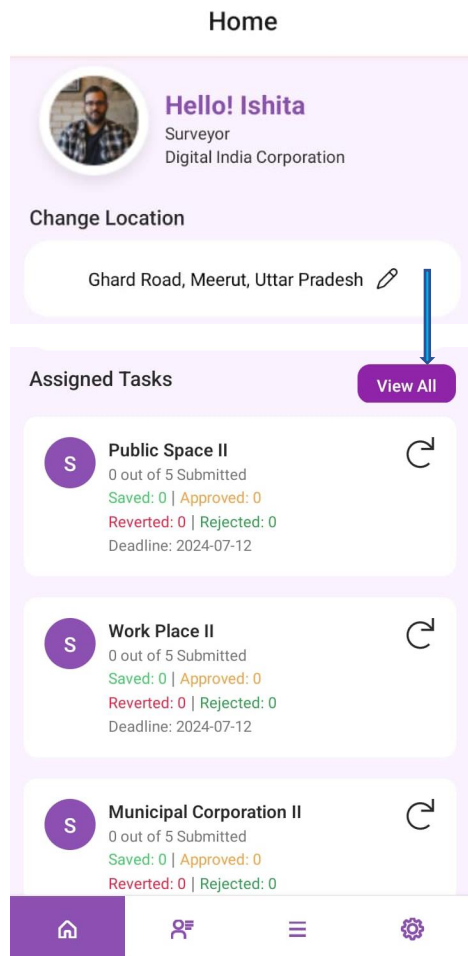 Home
Hello! Ishita
Surveyor
Digital India Corporation
Change Location
Ghard Road, Meerut, Uttar Pradesh
Assigned Tasks
View All
S
Public Space II
0 out of 5 Submitted
Saved: 0 | Approved: 0
Reverted: 0 | Rejected: 0
Deadline: 2024-07-12
S
Work Place II
0 out of 5 Submitted
Saved: 0 | Approved: 0
Reverted: 0 | Rejected: 0
Deadline: 2024-07-12
S
Municipal Corporation II
0 out of 5 Submitted
Saved: 0 | Approved: 0
Reverted: 0 | Rejected: 0